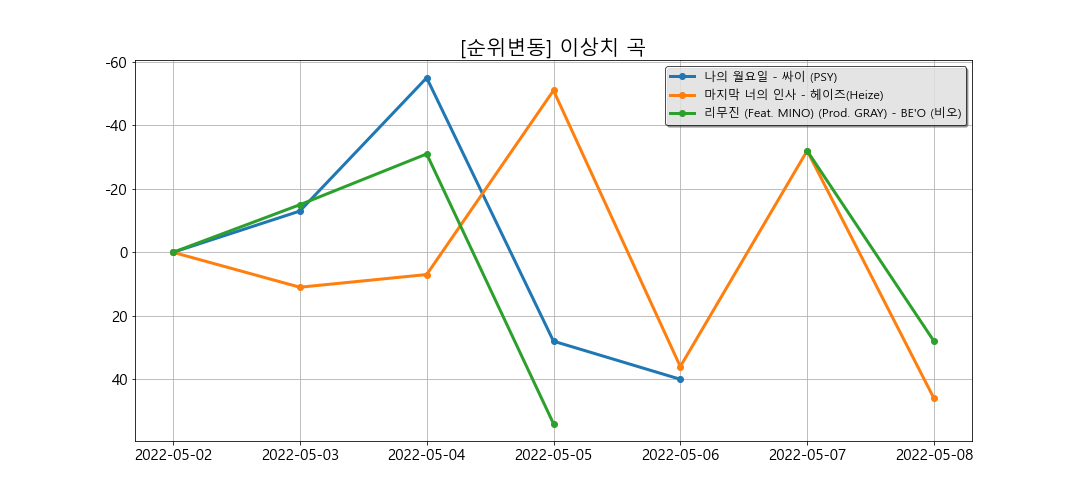 [순위변동] 이상치 곡
나의 월요일 - 싸이 (PSY)
마지막 너의 인사 - 헤이즈(Heize)
리무진 (Feat. MINO) (Prod. GRAY) - BE'O (비오)
-60
-40
-20
0
20
40
2022-05-02 2022-05-03 2022-05-04 2022-05-05 2022-05-06 2022-05-07 2022-05-08